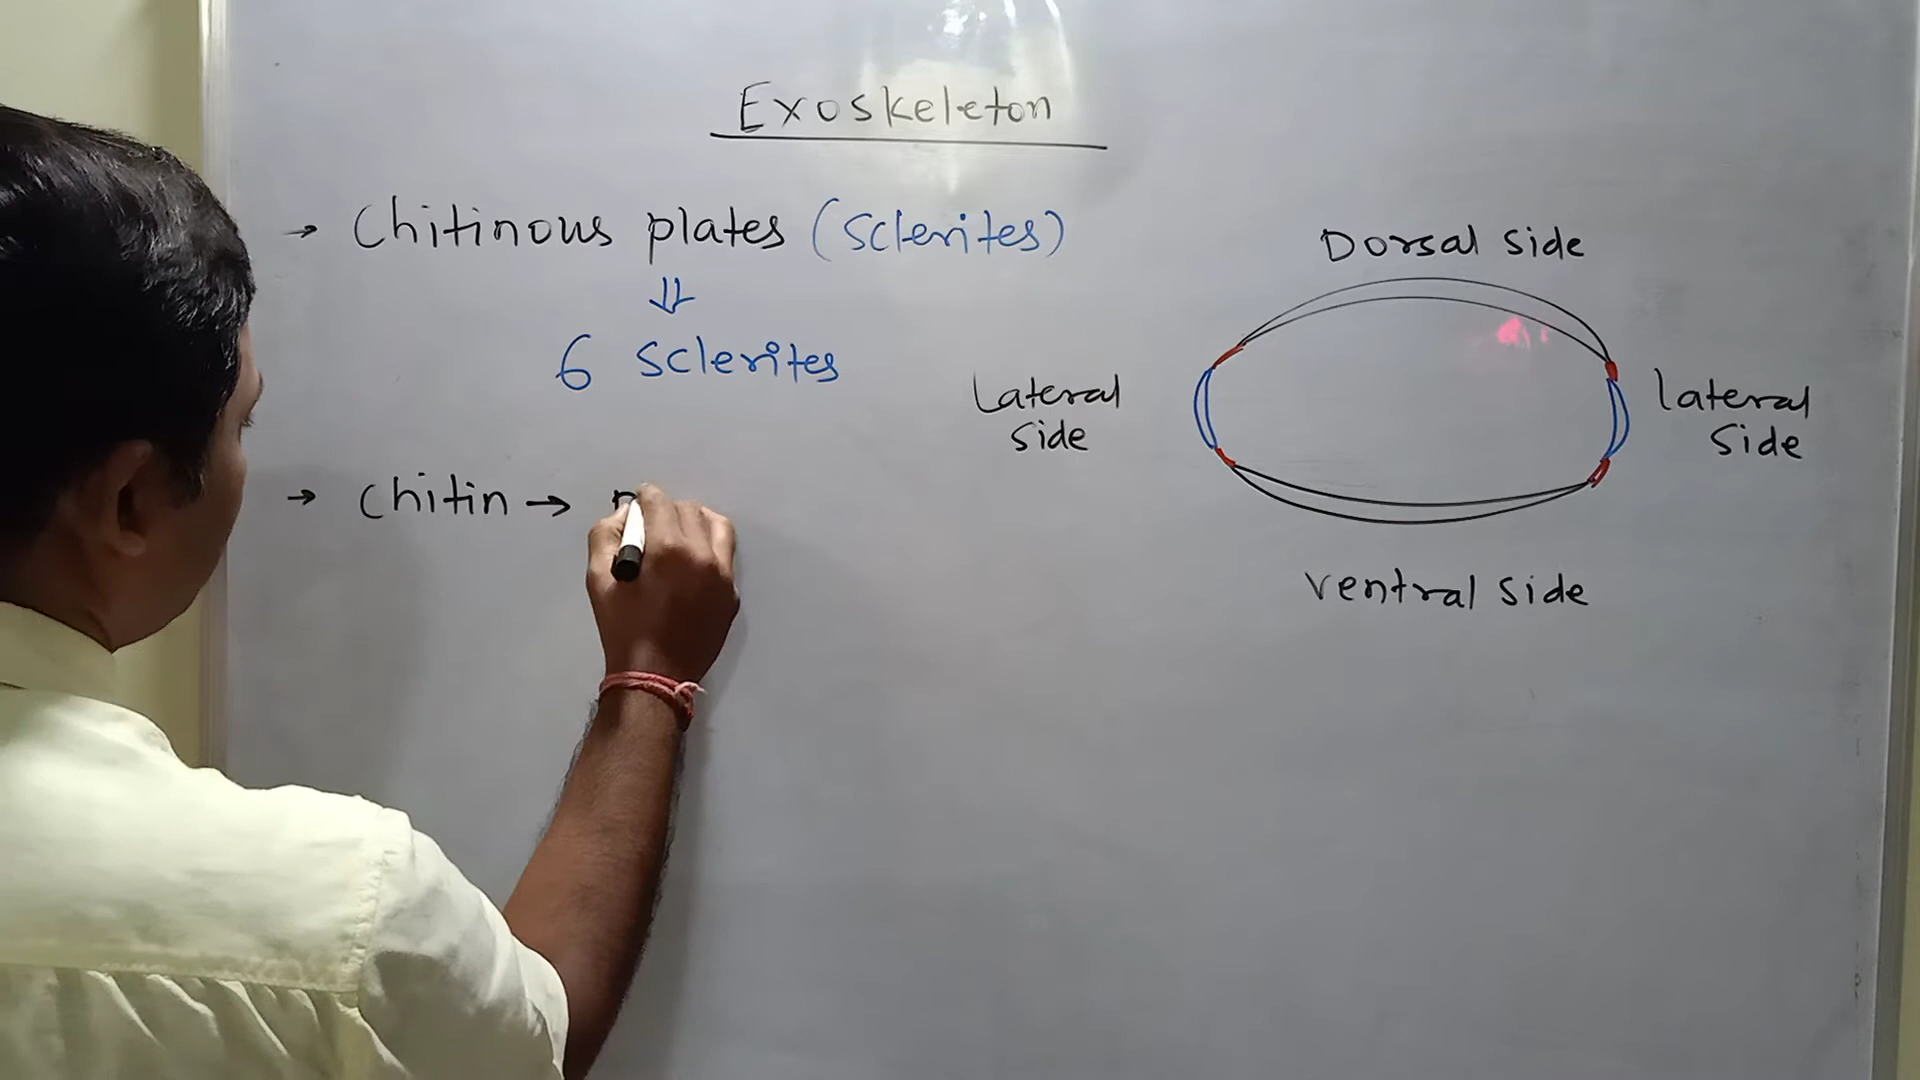 Exoskeleton
→ Chitinous plates (sclerites)
⇓
6 sclerites
→ chitin →
Dorsal side
Lateral
side
lateral
side
ventral side